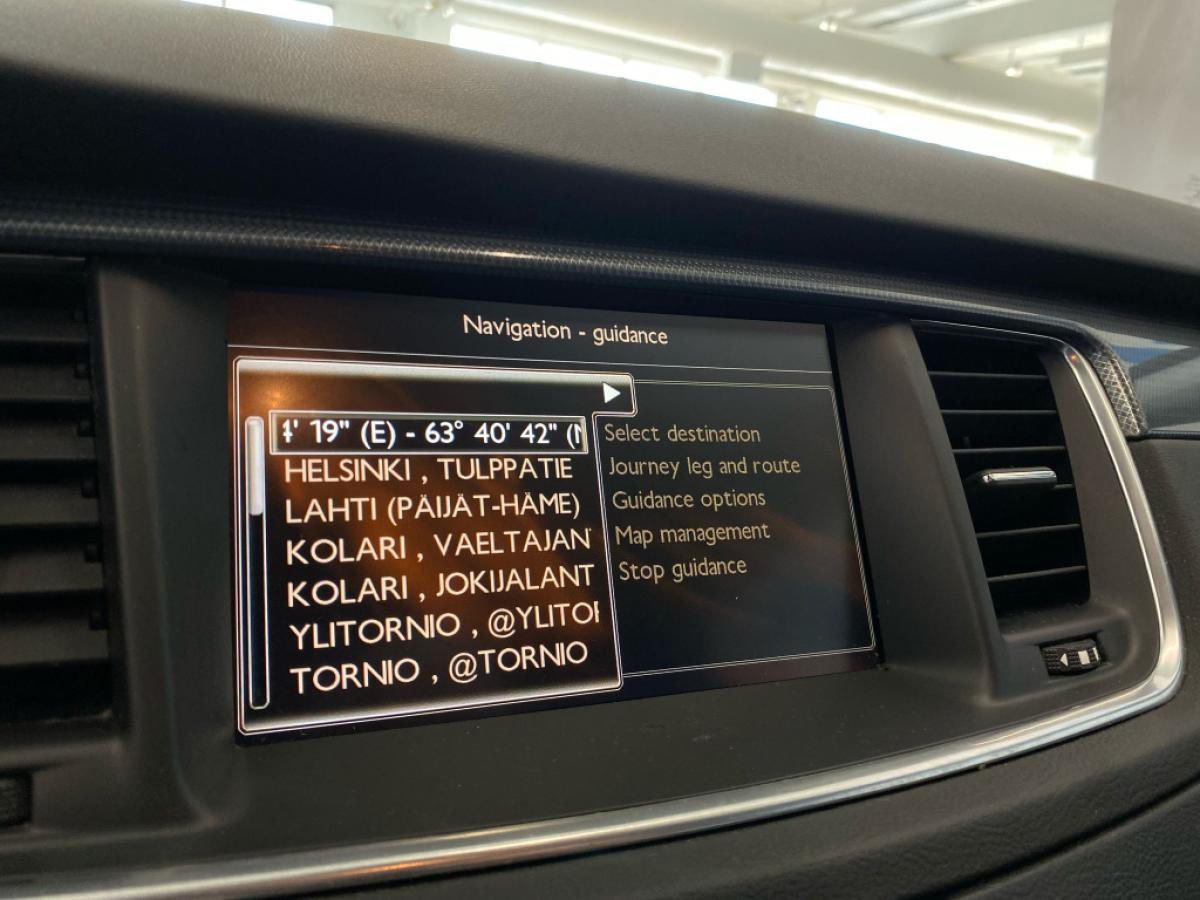 Navigation - guidance
4' 19" (E) - 63° 40' 42" (N
HELSINKI , TULPPATIE
LAHTI (PÄIJÄT-HÄME)
KOLARI , VAELTAJAN
KOLARI , JOKIJALANT
YLITORNIO , @YLITOR
TORNIO , @TORNIO
Select destination
Journey leg and route
Guidance options
Map management
Stop guidance